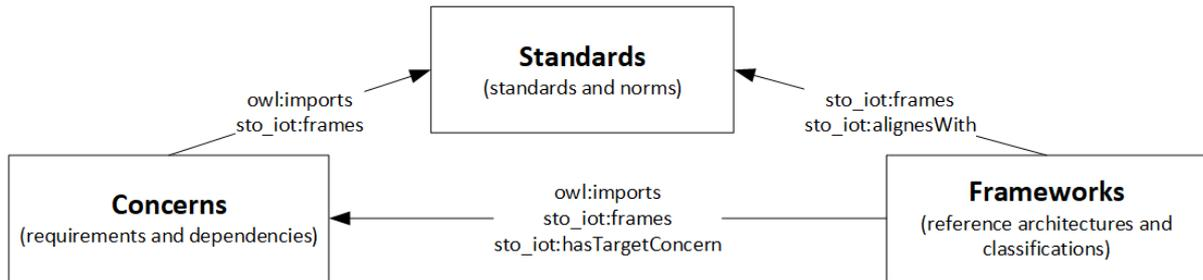 Standards
(standards and norms)
owl:imports
sto_iot:frames
sto_iot:frames
sto_iot:alignesWith
Concerns
(requirements and dependencies)
owl:imports
sto_iot:frames
sto_iot:hasTargetConcern
Frameworks
(reference architectures and
classifications)